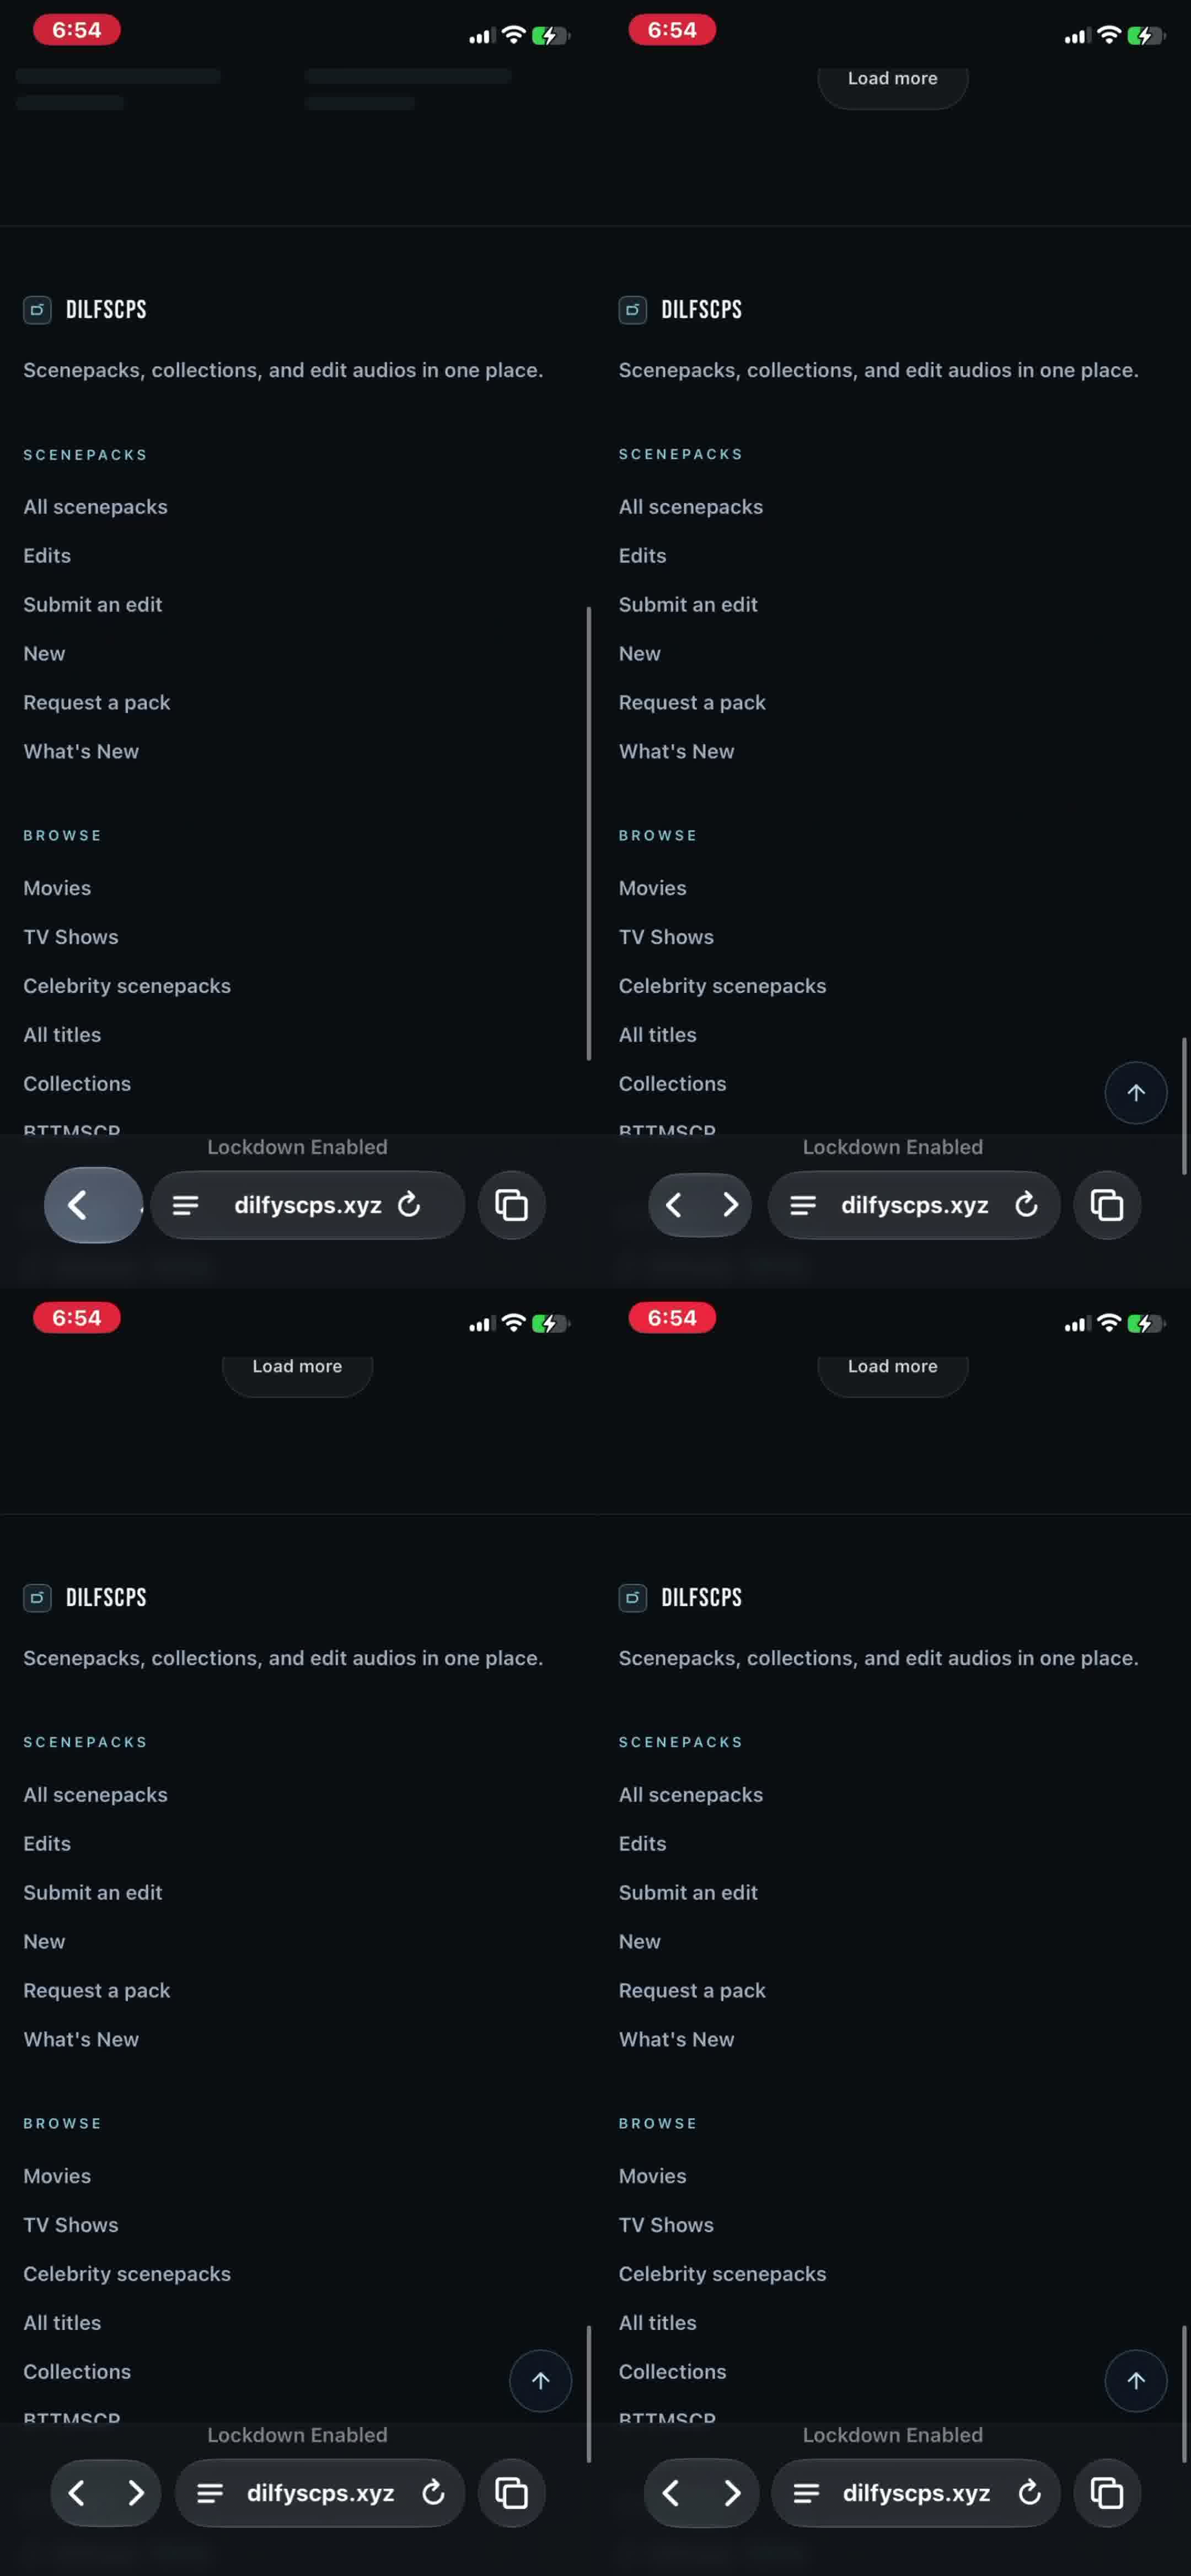 6:54
DILFSCPS
Scenepacks, collections, and edit audios in one place.
SCENEPACKS
All scenepacks
Edits
Submit an edit
New
Request a pack
What's New
BROWSE
Movies
TV Shows
Celebrity scenepacks
All titles
Collections
BTTMSCP
Lockdown Enabled
dilfyscps.xyz
6:54
Load more
DILFSCPS
Scenepacks, collections, and edit audios in one place.
SCENEPACKS
All scenepacks
Edits
Submit an edit
New
Request a pack
What's New
BROWSE
Movies
TV Shows
Celebrity scenepacks
All titles
Collections
BTTMSCP
Lockdown Enabled
dilfyscps.xyz
6:54
Load more
DILFSCPS
Scenepacks, collections, and edit audios in one place.
SCENEPACKS
All scenepacks
Edits
Submit an edit
New
Request a pack
What's New
BROWSE
Movies
TV Shows
Celebrity scenepacks
All titles
Collections
BTTMSCP
Lockdown Enabled
dilfyscps.xyz
6:54
Load more
DILFSCPS
Scenepacks, collections, and edit audios in one place.
SCENEPACKS
All scenepacks
Edits
Submit an edit
New
Request a pack
What's New
BROWSE
Movies
TV Shows
Celebrity scenepacks
All titles
Collections
BTTMSCP
Lockdown Enabled
dilfyscps.xyz